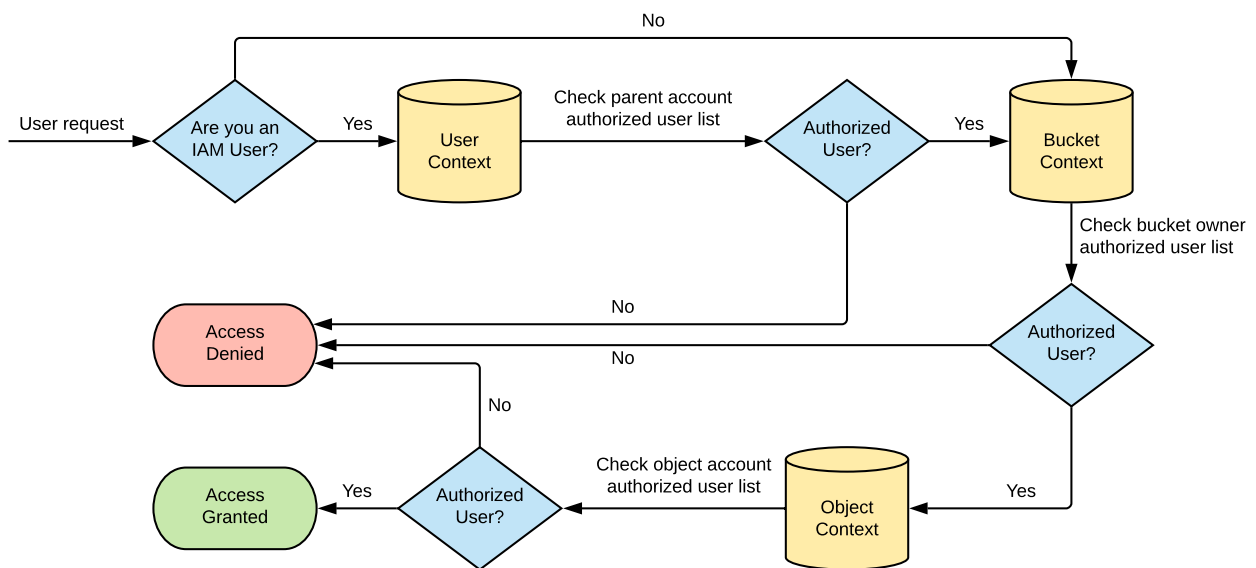 No
User request
Are you an
IAM User?
Yes
User
Context
Check parent account
authorized user list
Authorized
User?
Yes
Bucket
Context
Check bucket owner
authorized user list
No
Access
Denied
No
Authorized
User?
No
Access
Granted
Yes
Authorized
User?
Check object account
authorized user list
Object
Context
Yes